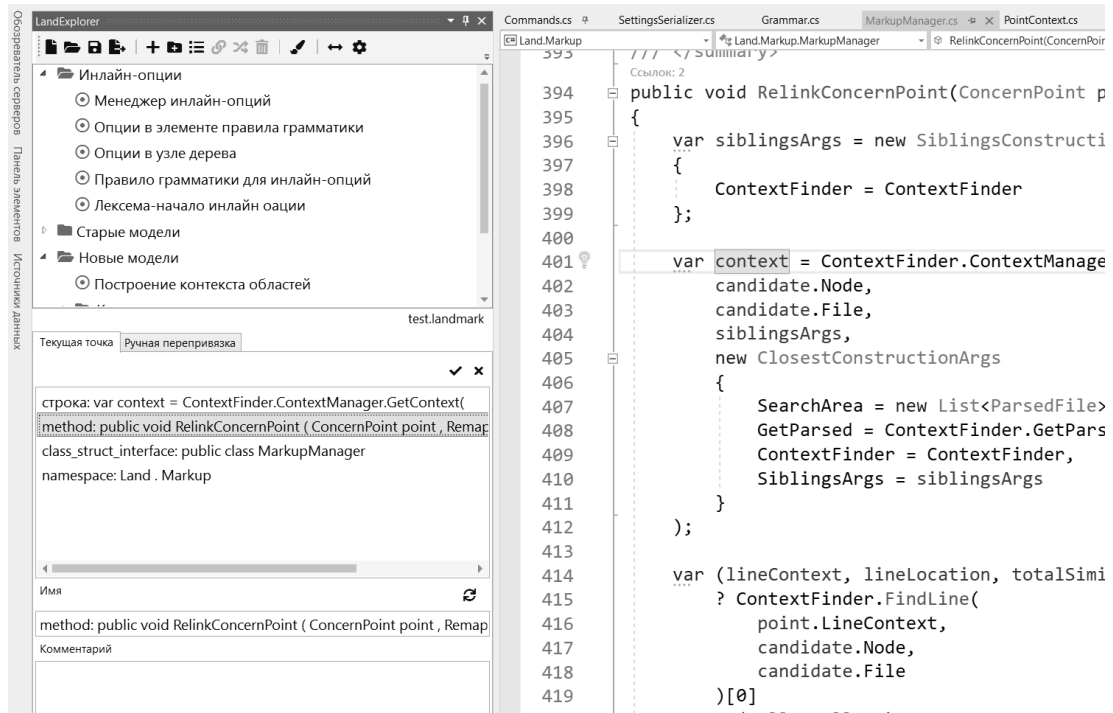 Обозреватель серверов
Панель элементов
Источники данных
LandExplorer
Инлайн-опции
Менеджер инлайн-опций
Опции в элементе правила грамматики
Опции в узле дерева
Правило грамматики для инлайн-опций
Лексема-начало инлайн оации
Старые модели
Новые модели
Построение контекста областей
test.landmark
Текущая точка Ручная перепривязка
строка: var context = ContextFinder.ContextManager.GetContext(
method: public void RelinkConcernPoint ( ConcernPoint point , Remap
class_struct_interface: public class MarkupManager
namespace: Land . Markup
Имя
method: public void RelinkConcernPoint ( ConcernPoint point , Remap
Комментарий
Commands.cs SettingsSerializer.cs Grammar.cs MarkupManager.cs PointContext.cs
C# Land.Markup Land.Markup.MarkupManager RelinkConcernPoint(ConcernPoin
393 /// </summary>
Ссылок: 2
394 public void RelinkConcernPoint(ConcernPoint p
395 {
396 var siblingsArgs = new SiblingsConstructi
397 {
398 ContextFinder = ContextFinder
399 };
400
401 var context = ContextFinder.ContextManage
402 candidate.Node,
403 candidate.File,
404 siblingsArgs,
405 new ClosestConstructionArgs
406 {
407 SearchArea = new List<ParsedFile>
408 GetParsed = ContextFinder.GetPars
409 ContextFinder = ContextFinder,
410 SiblingsArgs = siblingsArgs
411 }
412 );
413
414 var (lineContext, lineLocation, totalSimi
415 ? ContextFinder.FindLine(
416 point.LineContext,
417 candidate.Node,
418 candidate.File
419 )[0]